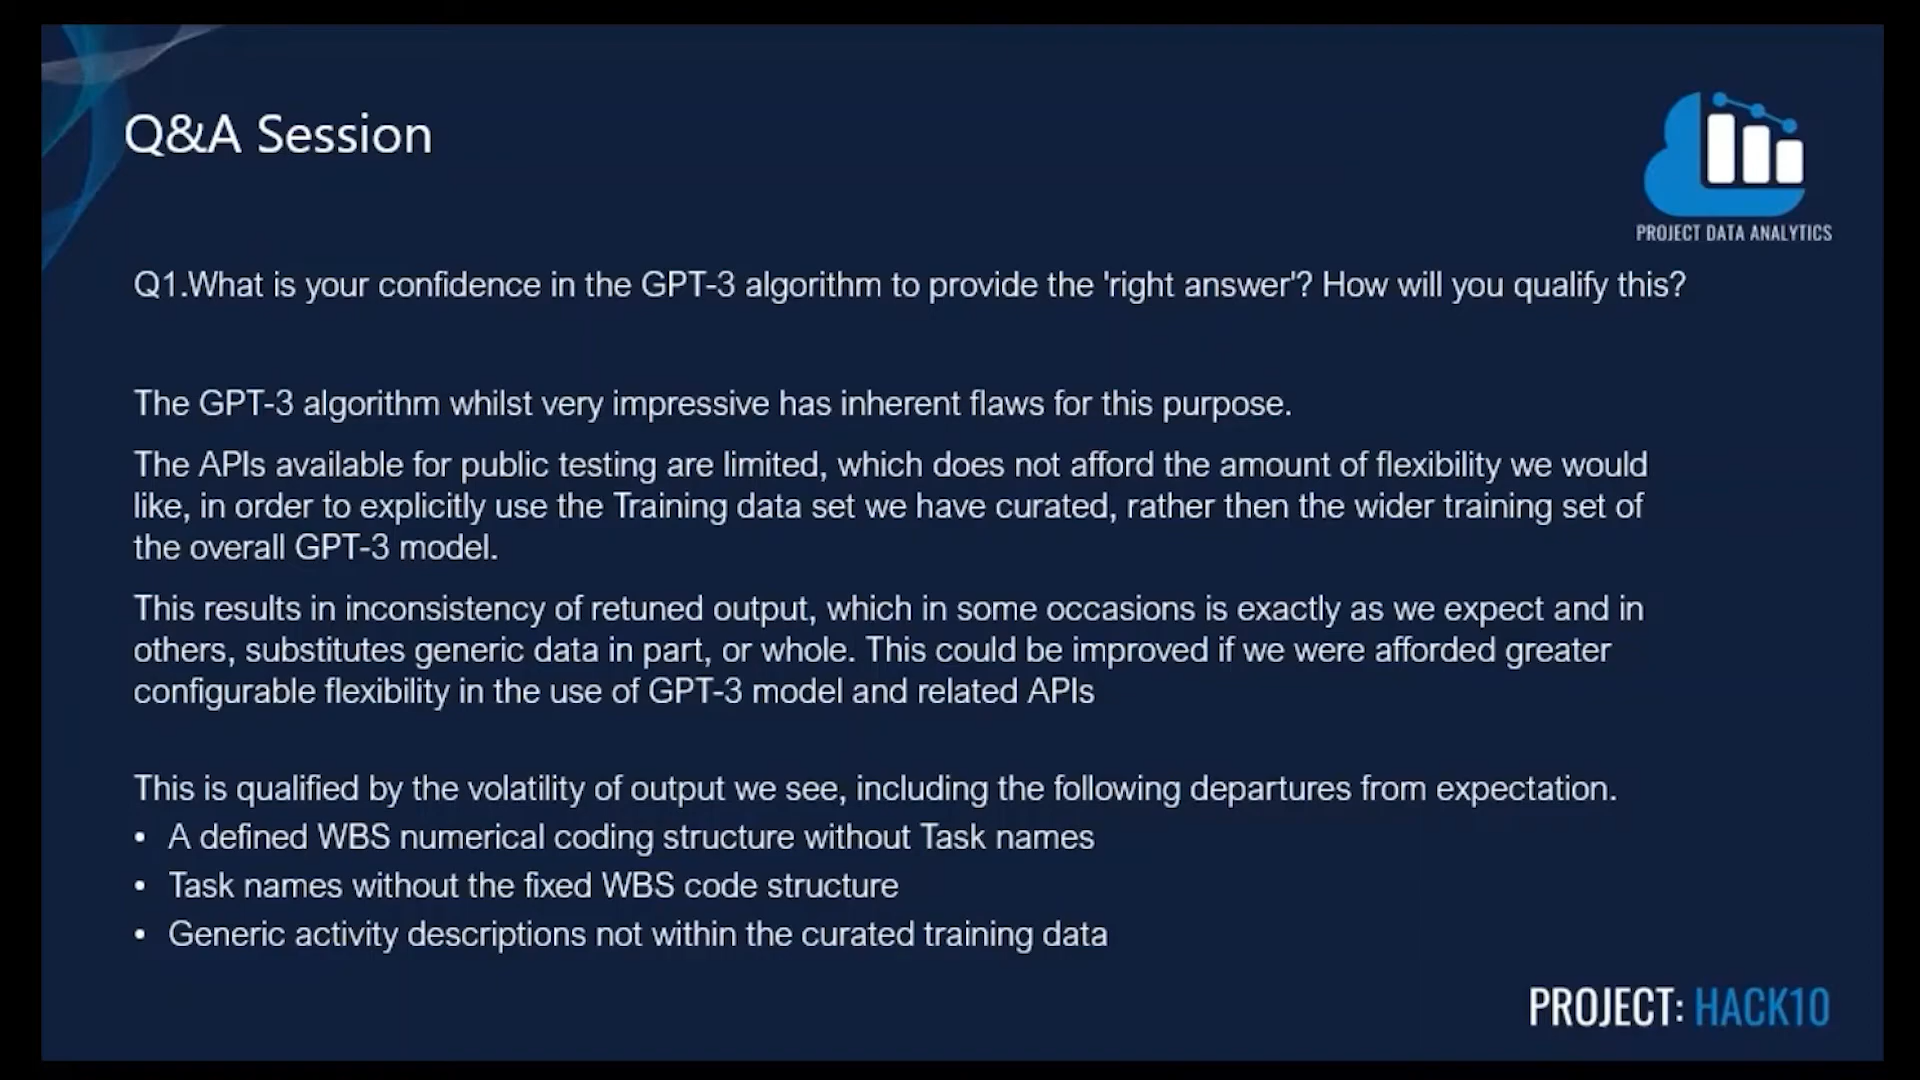 Q&A Session
PROJECT DATA ANALYTICS
Q1.What is your confidence in the GPT-3 algorithm to provide the 'right answer'? How will you qualify this?
The GPT-3 algorithm whilst very impressive has inherent flaws for this purpose.
The APIs available for public testing are limited, which does not afford the amount of flexibility we would
like, in order to explicitly use the Training data set we have curated, rather then the wider training set of
the overall GPT-3 model.
This results in inconsistency of retuned output, which in some occasions is exactly as we expect and in
others, substitutes generic data in part, or whole. This could be improved if we were afforded greater
configurable flexibility in the use of GPT-3 model and related APIs
This is qualified by the volatility of output we see, including the following departures from expectation.
• A defined WBS numerical coding structure without Task names
• Task names without the fixed WBS code structure
• Generic activity descriptions not within the curated training data
PROJECT: HACK10